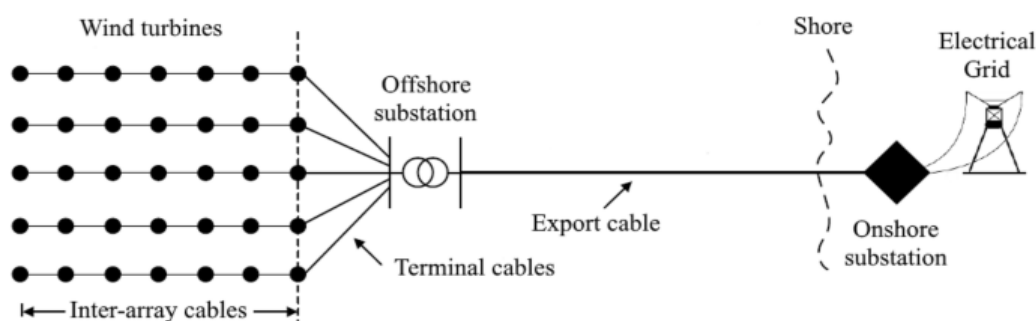 Wind turbines
Offshore
substation
Shore
Electrical
Grid
Export cable
Terminal cables
Onshore
substation
Inter-array cables